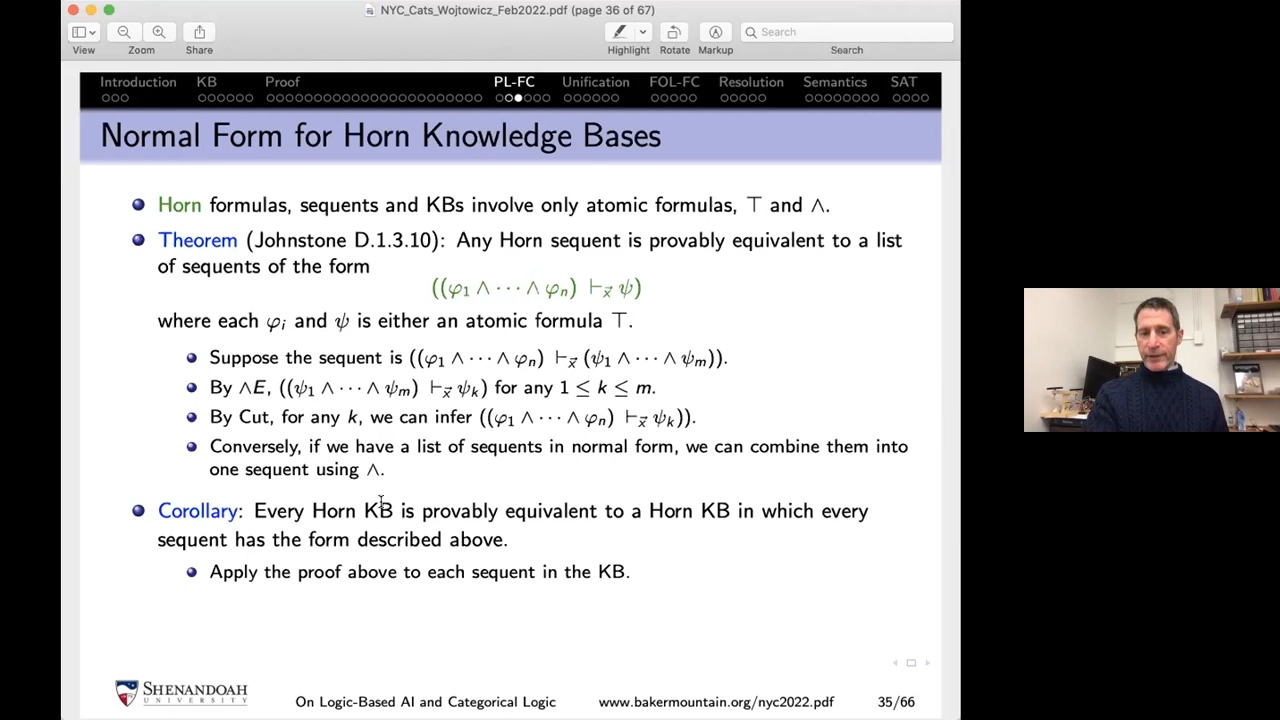 NYC_Cats_Wojtowicz_Feb2022.pdf (page 36 of 67)
View Zoom Share Highlight Rotate Markup Search
Search
Introduction KB Proof PL-FC Unification FOL-FC Resolution Semantics SAT
Normal Form for Horn Knowledge Bases
Horn formulas, sequents and KBs involve only atomic formulas, ⊤ and ∧.
Theorem (Johnstone D.1.3.10): Any Horn sequent is provably equivalent to a list
of sequents of the form
((φ₁ ∧ ⋯ ∧ φₙ) ⊢_x⃗ ψ)
where each φᵢ and ψ is either an atomic formula ⊤.
Suppose the sequent is ((φ₁ ∧ ⋯ ∧ φₙ) ⊢_x⃗ (ψ₁ ∧ ⋯ ∧ ψₘ)).
By ∧E, ((ψ₁ ∧ ⋯ ∧ ψₘ) ⊢_x⃗ ψₖ) for any 1 ≤ k ≤ m.
By Cut, for any k, we can infer ((φ₁ ∧ ⋯ ∧ φₙ) ⊢_x⃗ ψₖ)).
Conversely, if we have a list of sequents in normal form, we can combine them into
one sequent using ∧.
Corollary: Every Horn KB is provably equivalent to a Horn KB in which every
sequent has the form described above.
Apply the proof above to each sequent in the KB.
SHENANDOAH
UNIVERSITY
On Logic-Based AI and Categorical Logic www.bakermountain.org/nyc2022.pdf 35/66